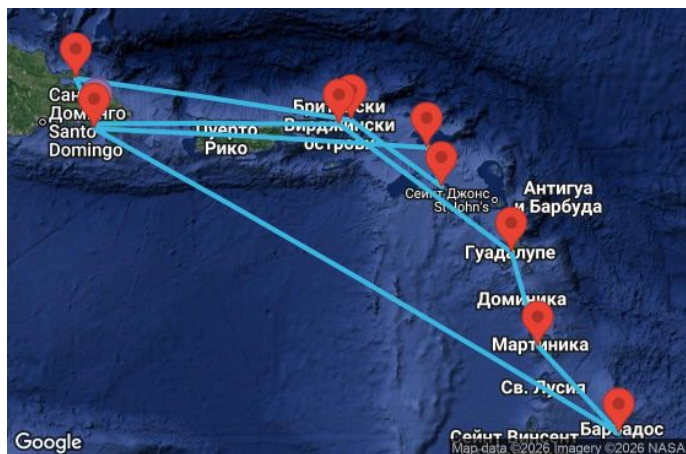 Сан
Доминго
Santo
Domingo
Пуерто
Рико
Британски
Вирджински
острови
Сейнт Джонс
St John's
Антигуа
и Барбуда
Гуаделупе
Доминика
Мартиника
Св. Лусия
Барбадос
Сейнт Винсент
Google
Map data ©2026 Imagery ©2026 NASA